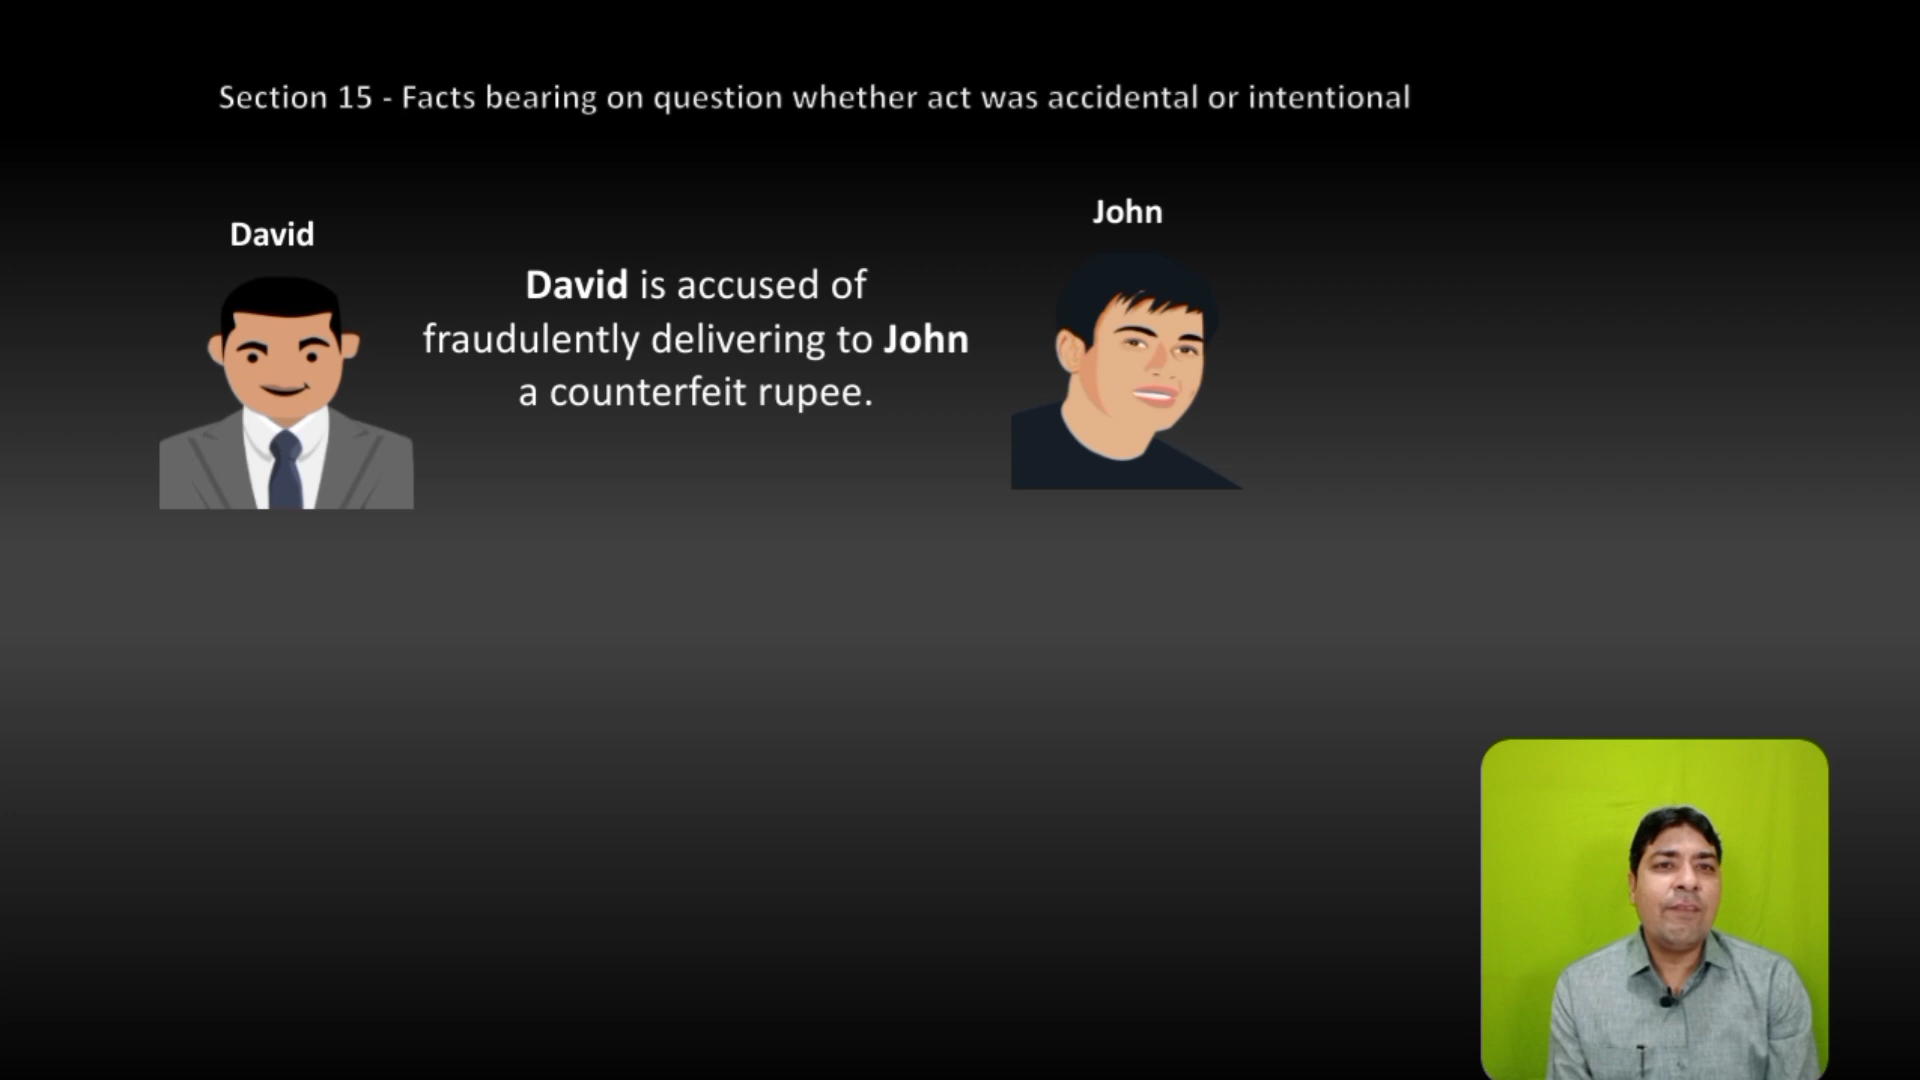 Section 15 - Facts bearing on question whether act was accidental or intentional
David
John
David is accused of
fraudulently delivering to John
a counterfeit rupee.